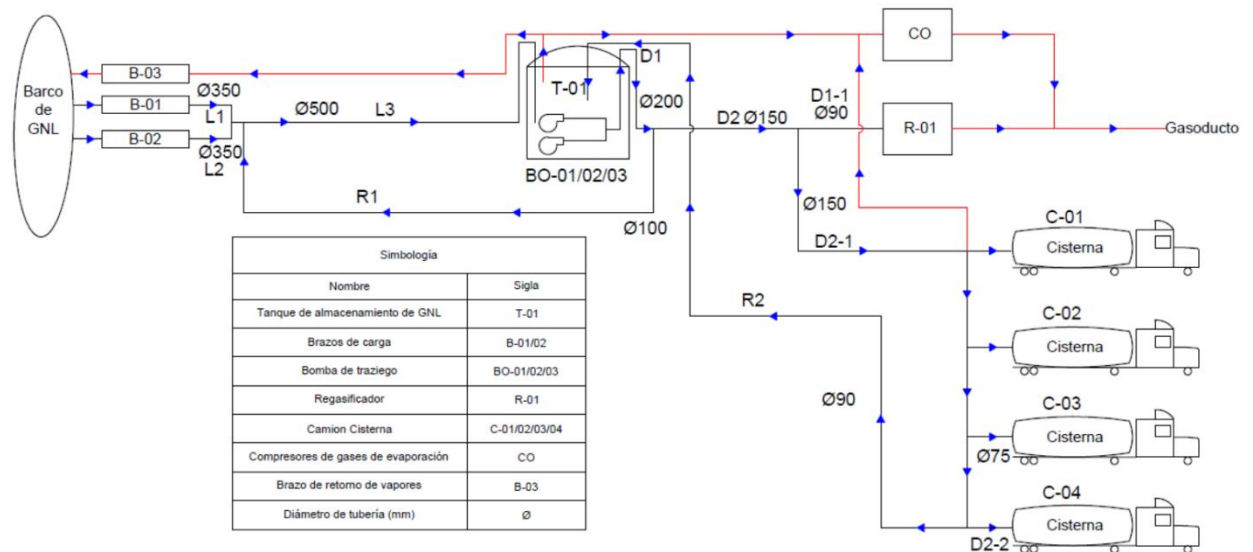 CO
D1
B-03
T-01
Barco
de
GNL
Ø350
B-01
L1
Ø500
L3
Ø200
D1-1
Ø90
D2 Ø150
R-01
Gasoducto
B-02
Ø350
L2
BO-01/02/03
R1
Ø100
Ø150
C-01
Cisterna
D2-1
Simbología
Nombre Sigla
Tanque de almacenamiento de GNL T-01
Brazos de carga B-01/02
Bomba de traziego BO-01/02/03
Regasificador R-01
Camion Cisterna C-01/02/03/04
Compresores de gases de evaporación CO
Brazo de retorno de vapores B-03
Diámetro de tubería (mm) Ø
R2
C-02
Cisterna
Ø90
C-03
Cisterna
Ø75
C-04
Cisterna
D2-2